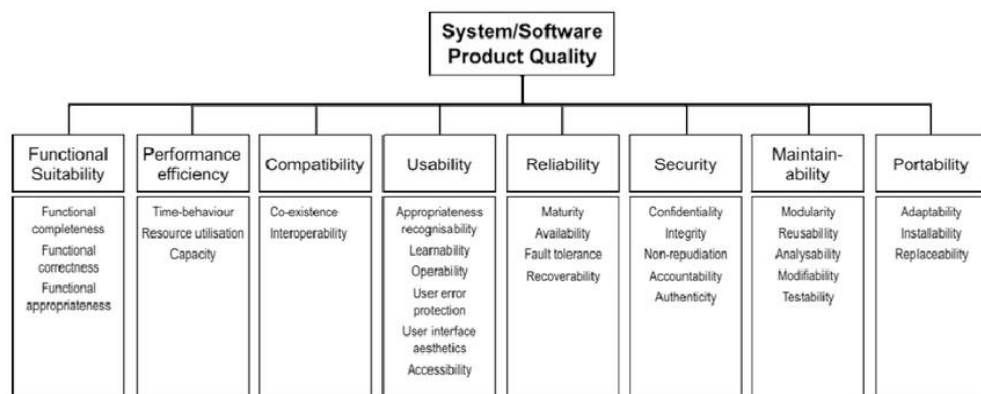 System/Software
Product Quality
Functional
Suitability
Functional
completeness
Functional
correctness
Functional
appropriateness
Performance
efficiency
Time-behaviour
Resource utilisation
Capacity
Compatibility
Co-existence
Interoperability
Usability
Appropriateness
recognisability
Learnability
Operability
User error
protection
User interface
aesthetics
Accessibility
Reliability
Maturity
Availability
Fault tolerance
Recoverability
Security
Confidentiality
Integrity
Non-repudiation
Accountability
Authenticity
Maintain-
ability
Modularity
Reusability
Analysability
Modifiability
Testability
Portability
Adaptability
Installability
Replaceability